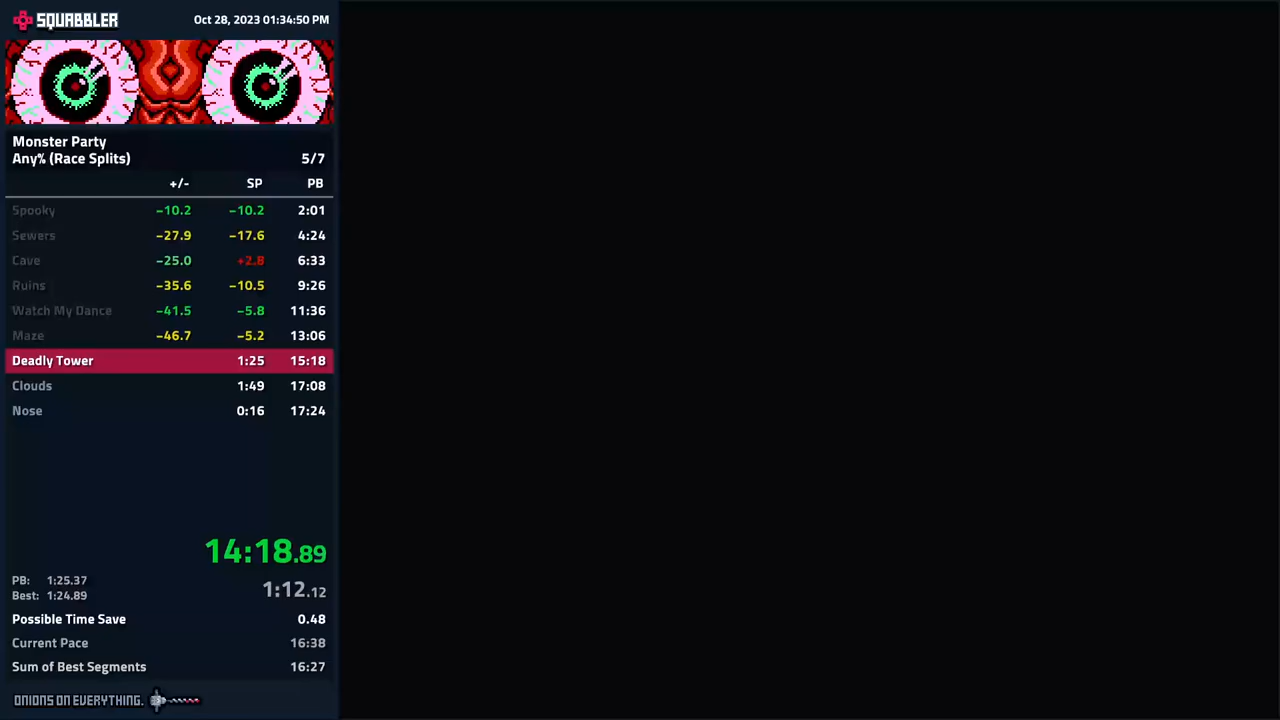 SQUABBLER Oct 28, 2023 01:34:50 PM
Monster Party
Any% (Race Splits) 5/7
+/- SP PB
Spooky −10.2 −10.2 2:01
Sewers −27.9 −17.6 4:24
Cave −25.0 +2.8 6:33
Ruins −35.6 −10.5 9:26
Watch My Dance −41.5 −5.8 11:36
Maze −46.7 −5.2 13:06
Deadly Tower 1:25 15:18
Clouds 1:49 17:08
Nose 0:16 17:24
14:18.89
PB: 1:25.37
Best: 1:24.89
1:12.12
Possible Time Save 0.48
Current Pace 16:38
Sum of Best Segments 16:27
ONIONS ON EVERYTHING.